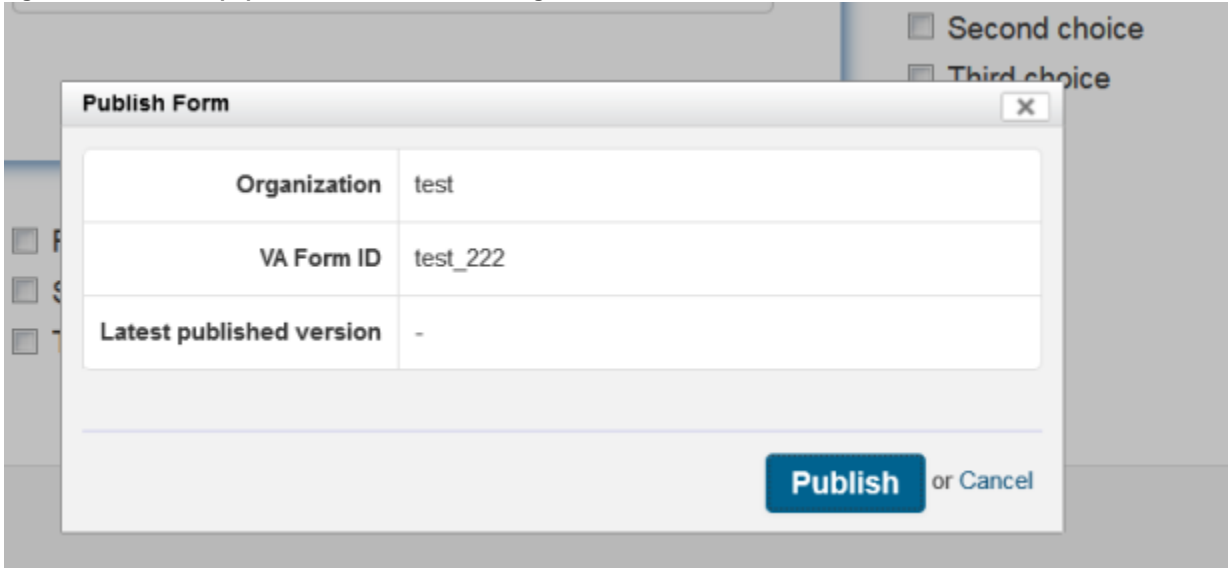 Second choice
Third choice
Publish Form
Organization test
VA Form ID test_222
Latest published version -
Publish or Cancel